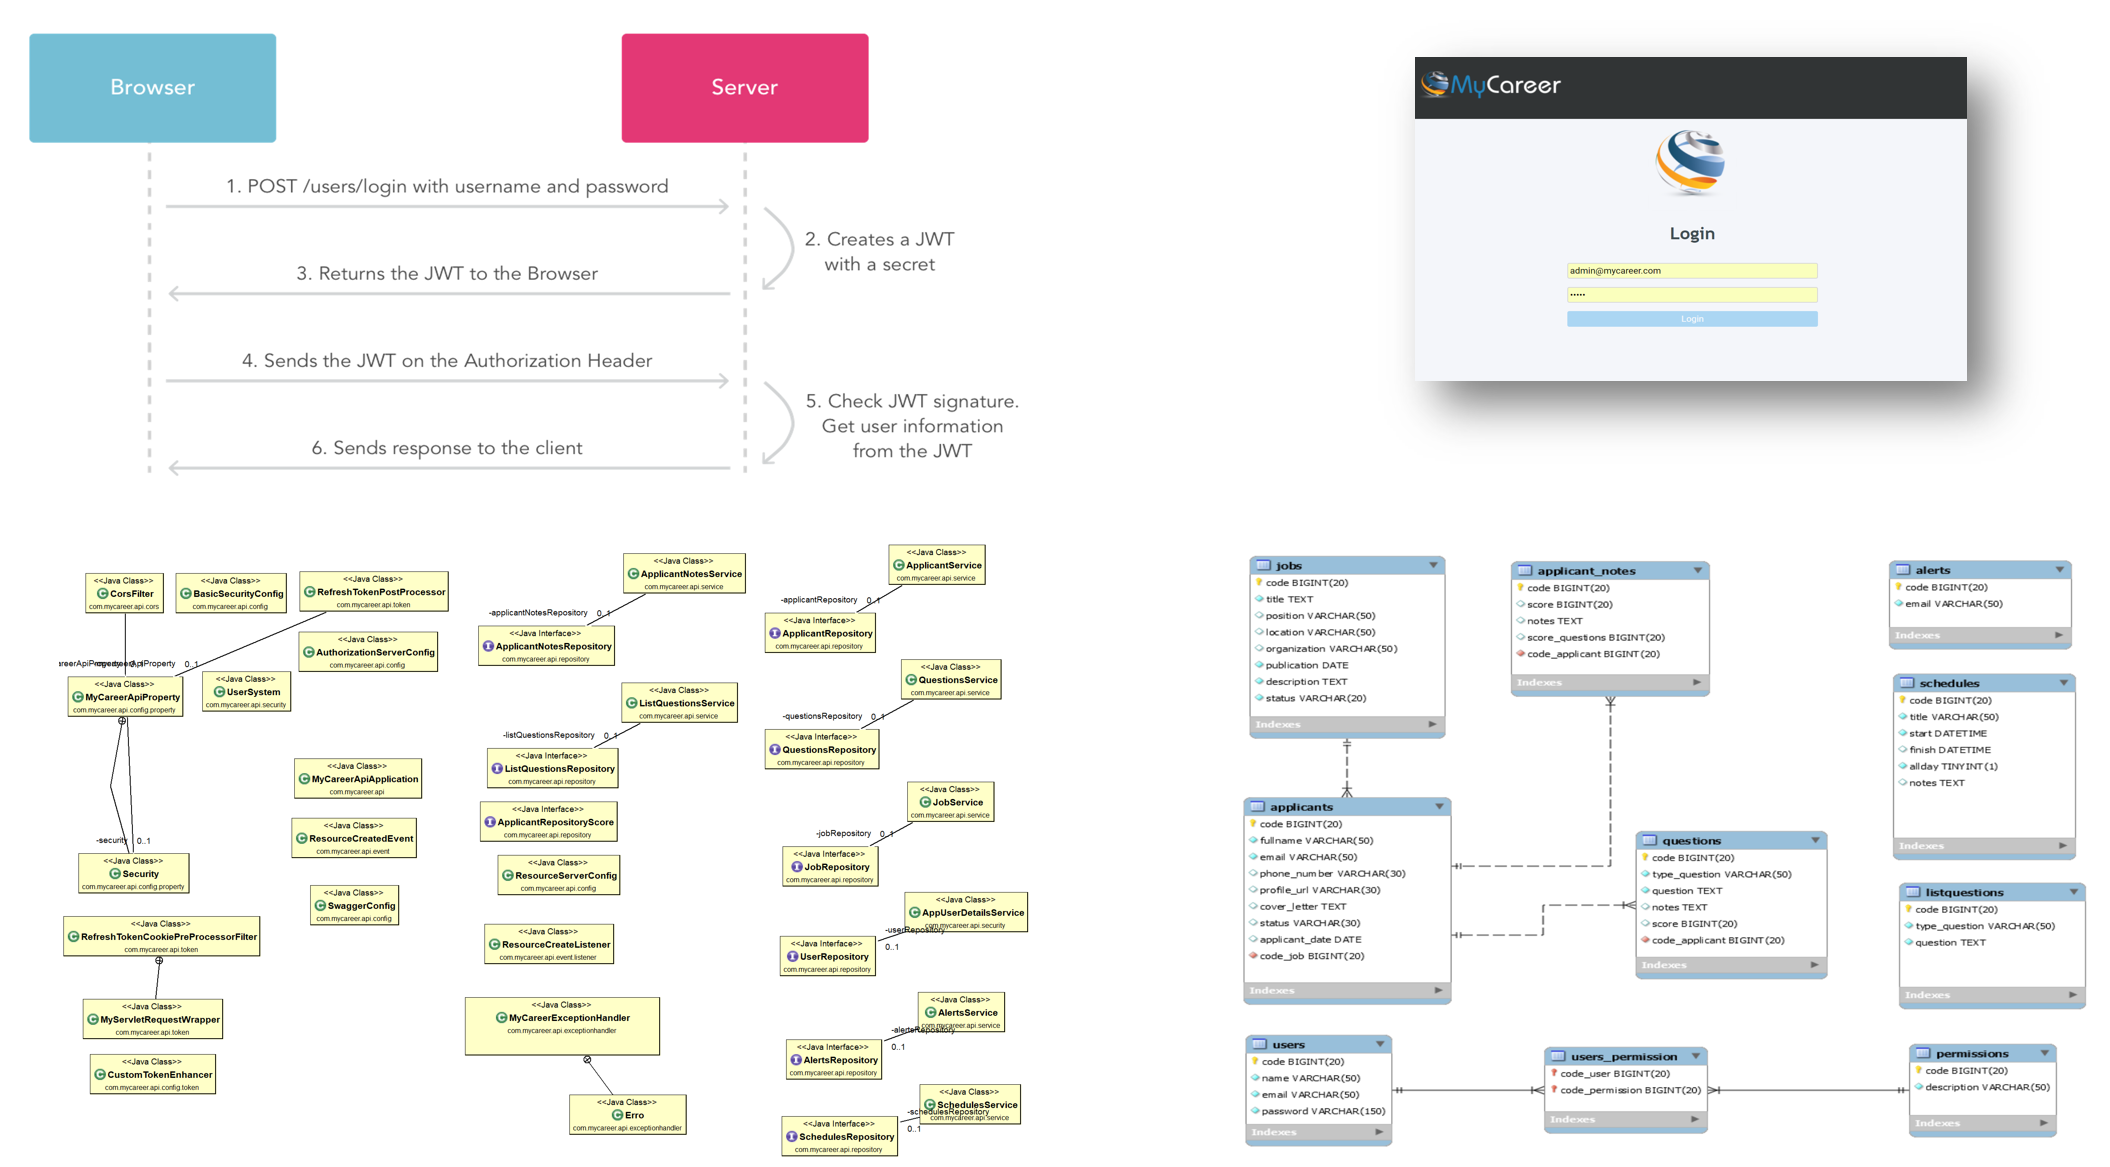 Browser
Server
1. POST /users/login with username and password
2. Creates a JWT
with a secret
3. Returns the JWT to the Browser
4. Sends the JWT on the Authorization Header
5. Check JWT signature.
Get user information
from the JWT
6. Sends response to the client
MyCareer
Login
admin@mycareer.com
•••••
Login
<<Java Class>>
CorsFilter
com.mycareer.api.cors
<<Java Class>>
BasicSecurityConfig
com.mycareer.api.config
<<Java Class>>
RefreshTokenPostProcessor
com.mycareer.api.token
<<Java Class>>
AuthorizationServerConfig
com.mycareer.api.config
0..1
<<Java Class>>
MyCareerApiProperty
com.mycareer.api.config.property
<<Java Class>>
UserSystem
com.mycareer.api.security
-security
0..1
<<Java Class>>
Security
com.mycareer.api.config.property
<<Java Class>>
MyCareerApiApplication
com.mycareer.api
<<Java Class>>
ResourceCreatedEvent
com.mycareer.api.event
<<Java Class>>
SwaggerConfig
com.mycareer.api.config
<<Java Class>>
RefreshTokenCookiePreProcessorFilter
com.mycareer.api.token
<<Java Class>>
MyServletRequestWrapper
com.mycareer.api.token
<<Java Class>>
CustomTokenEnhancer
com.mycareer.api.config.token
<<Java Class>>
ApplicantNotesService
com.mycareer.api.service
-applicantNotesRepository 0..1
<<Java Interface>>
ApplicantNotesRepository
com.mycareer.api.repository
<<Java Class>>
ListQuestionsService
com.mycareer.api.service
-listQuestionsRepository 0..1
<<Java Interface>>
ListQuestionsRepository
com.mycareer.api.repository
<<Java Interface>>
ApplicantRepositoryScore
com.mycareer.api.repository
<<Java Class>>
ResourceServerConfig
com.mycareer.api.config
<<Java Class>>
ResourceCreateListener
com.mycareer.api.event.listener
<<Java Class>>
MyCareerExceptionHandler
com.mycareer.api.exceptionhandler
<<Java Class>>
Erro
com.mycareer.api.exceptionhandler
<<Java Class>>
ApplicantService
com.mycareer.api.service
-applicantRepository 0..1
<<Java Interface>>
ApplicantRepository
com.mycareer.api.repository
<<Java Class>>
QuestionsService
com.mycareer.api.service
-questionsRepository 0..1
<<Java Interface>>
QuestionsRepository
com.mycareer.api.repository
<<Java Class>>
JobService
com.mycareer.api.service
-jobRepository 0..1
<<Java Interface>>
JobRepository
com.mycareer.api.repository
<<Java Class>>
AppUserDetailsService
com.mycareer.api.security
-userRepository
0..1
<<Java Interface>>
UserRepository
com.mycareer.api.repository
<<Java Class>>
AlertsService
com.mycareer.api.service
-alertsRepository
0..1
<<Java Interface>>
AlertsRepository
com.mycareer.api.repository
<<Java Class>>
SchedulesService
com.mycareer.api.service
-schedulesRepository
0..1
<<Java Interface>>
SchedulesRepository
com.mycareer.api.repository
jobs
code BIGINT(20)
title TEXT
position VARCHAR(50)
location VARCHAR(50)
organization VARCHAR(50)
publication DATE
description TEXT
status VARCHAR(20)
Indexes
applicant_notes
code BIGINT(20)
score BIGINT(20)
notes TEXT
score_questions BIGINT(20)
code_applicant BIGINT(20)
Indexes
alerts
code BIGINT(20)
email VARCHAR(50)
Indexes
schedules
code BIGINT(20)
title VARCHAR(50)
start DATETIME
finish DATETIME
allday TINYINT(1)
notes TEXT
Indexes
applicants
code BIGINT(20)
fullname VARCHAR(50)
email VARCHAR(50)
phone_number VARCHAR(30)
profile_url VARCHAR(30)
cover_letter TEXT
status VARCHAR(30)
applicant_date DATE
code_job BIGINT(20)
Indexes
questions
code BIGINT(20)
type_question VARCHAR(50)
question TEXT
notes TEXT
score BIGINT(20)
code_applicant BIGINT(20)
Indexes
listquestions
code BIGINT(20)
type_question VARCHAR(50)
question TEXT
Indexes
users
code BIGINT(20)
name VARCHAR(50)
email VARCHAR(50)
password VARCHAR(150)
Indexes
users_permission
code_user BIGINT(20)
code_permission BIGINT(20)
Indexes
permissions
code BIGINT(20)
description VARCHAR(50)
Indexes